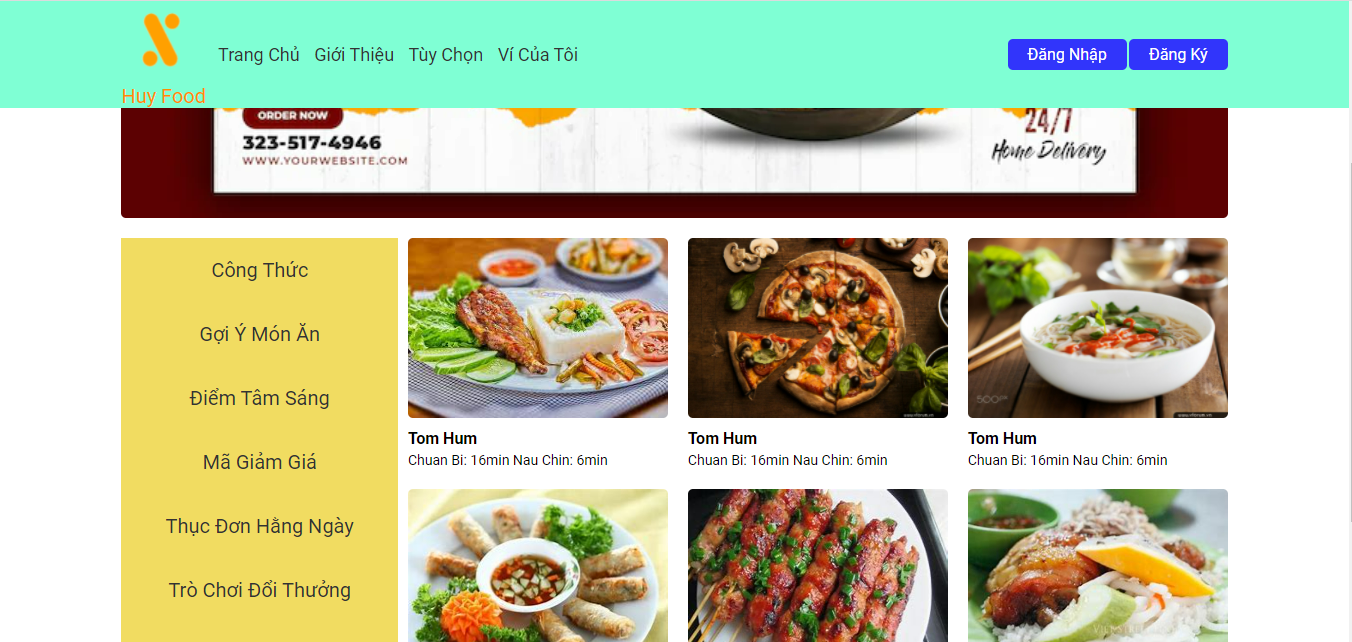 Trang Chủ Giới Thiệu Tùy Chọn Ví Của Tôi Đăng Nhập Đăng Ký
Huy Food
ORDER NOW
323-517-4946
WWW.YOURWEBSITE.COM
24/7
Home Delivery
Công Thức
Gợi Ý Món Ăn
Điểm Tâm Sáng
Mã Giảm Giá
Thục Đơn Hằng Ngày
Trò Chơi Đổi Thưởng
Tom Hum
Chuan Bi: 16min Nau Chin: 6min
Tom Hum
Chuan Bi: 16min Nau Chin: 6min
500px
Tom Hum
Chuan Bi: 16min Nau Chin: 6min